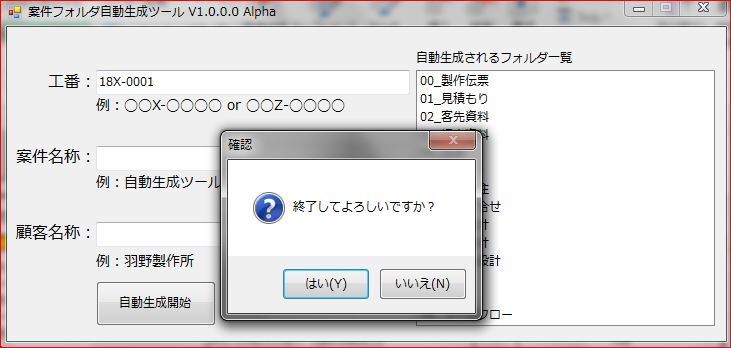 案件フォルダ自動生成ツール V1.0.0.0 Alpha
工番：
18X-0001
例：○○X-○○○○ or ○○Z-○○○○
案件名称：
例：自動生成ツール
顧客名称：
例：羽野製作所
自動生成開始
自動生成されるフォルダ一覧
00_製作伝票
01_見積もり
02_客先資料
設計
フロー
確認
終了してよろしいですか？
はい(Y)
いいえ(N)